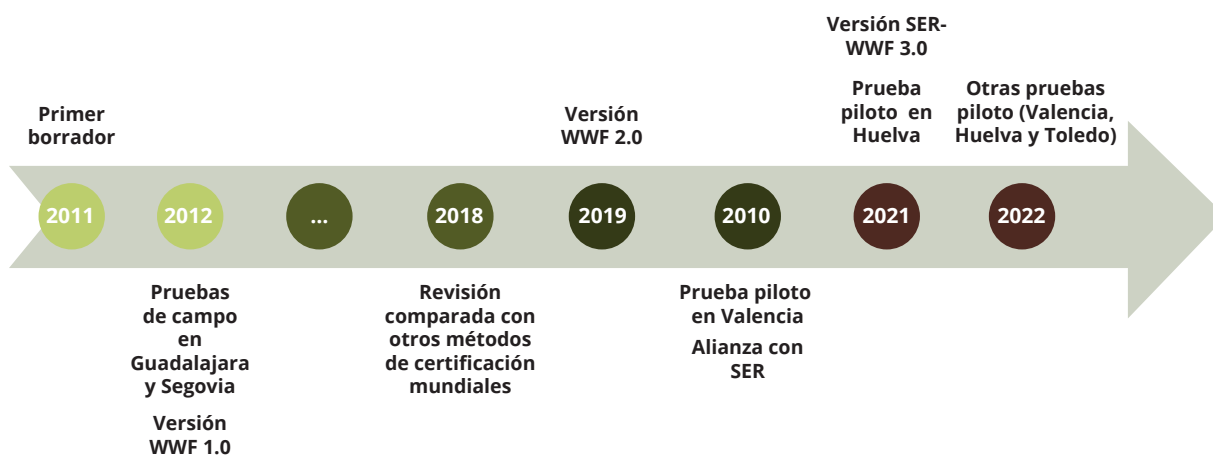 Primer
borrador
Versión
WWF 2.0
Versión SER-
WWF 3.0
Prueba
piloto en
Huelva
Otras pruebas
piloto (Valencia,
Huelva y Toledo)
2011
2012
...
2018
2019
2010
2021
2022
Pruebas
de campo
en
Guadalajara
y Segovia
Versión
WWF 1.0
Revisión
comparada con
otros métodos
de certificación
mundiales
Prueba piloto
en Valencia
Alianza con
SER